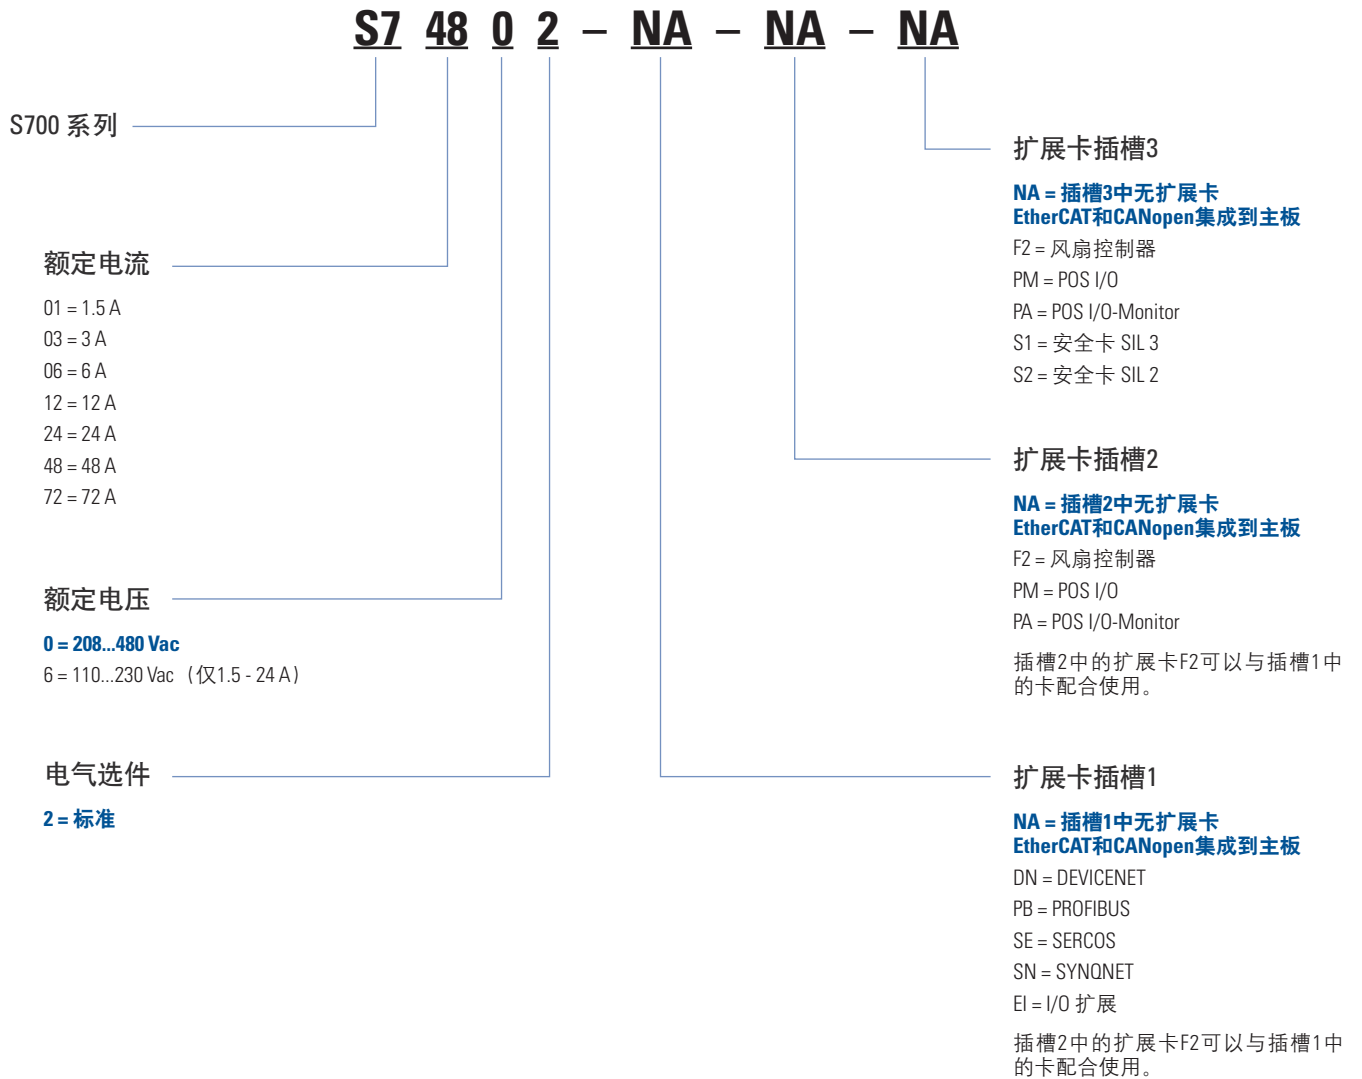 S7 48 0 2 – NA – NA – NA
S700 系列
额定电流
01 = 1.5 A
03 = 3 A
06 = 6 A
12 = 12 A
24 = 24 A
48 = 48 A
72 = 72 A
额定电压
0 = 208...480 Vac
6 = 110...230 Vac（仅1.5 - 24 A）
电气选件
2 = 标准
扩展卡插槽3
NA = 插槽3中无扩展卡
EtherCAT和CANopen集成到主板
F2 = 风扇控制器
PM = POS I/O
PA = POS I/O-Monitor
S1 = 安全卡 SIL 3
S2 = 安全卡 SIL 2
扩展卡插槽2
NA = 插槽2中无扩展卡
EtherCAT和CANopen集成到主板
F2 = 风扇控制器
PM = POS I/O
PA = POS I/O-Monitor
插槽2中的扩展卡F2可以与插槽1中
的卡配合使用。
扩展卡插槽1
NA = 插槽1中无扩展卡
EtherCAT和CANopen集成到主板
DN = DEVICENET
PB = PROFIBUS
SE = SERCOS
SN = SYNQNET
EI = I/O 扩展
插槽2中的扩展卡F2可以与插槽1中
的卡配合使用。